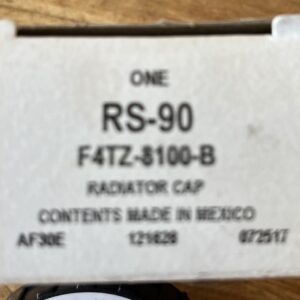 ONE
RS-90
F4TZ-8100-B
RADIATOR CAP
CONTENTS MADE IN MEXICO
AF30E 121628 072517